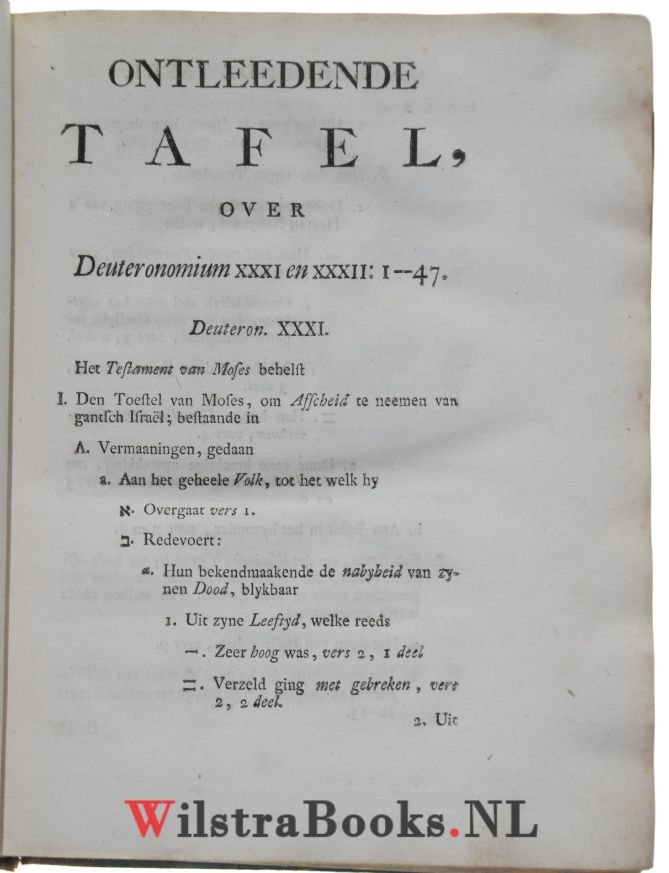 ONTLEEDENDE
TAFEL,
OVER
Deuteronomium XXXI en XXXII: 1--47.
Deuteron. XXXI.
Het Teſtament van Moſes behelſt
I. Den Toeſtel van Moſes, om Affcheid te neemen van
gantſch Iſraël; beſtaande in
A. Vermaaningen, gedaan
a. Aan het geheele Volk, tot het welk hy
א. Overgaat vers 1.
ב. Redevoert:
α. Hun bekendmaakende de nabyheid van zy-
nen Dood, blykbaar
1. Uit zyne Leeftyd, welke reeds
—. Zeer hoog was, vers 2, 1 deel
=. Verzeld ging met gebreken, vers
2, 2 deel.
2. Uit
WilstraBooks.NL